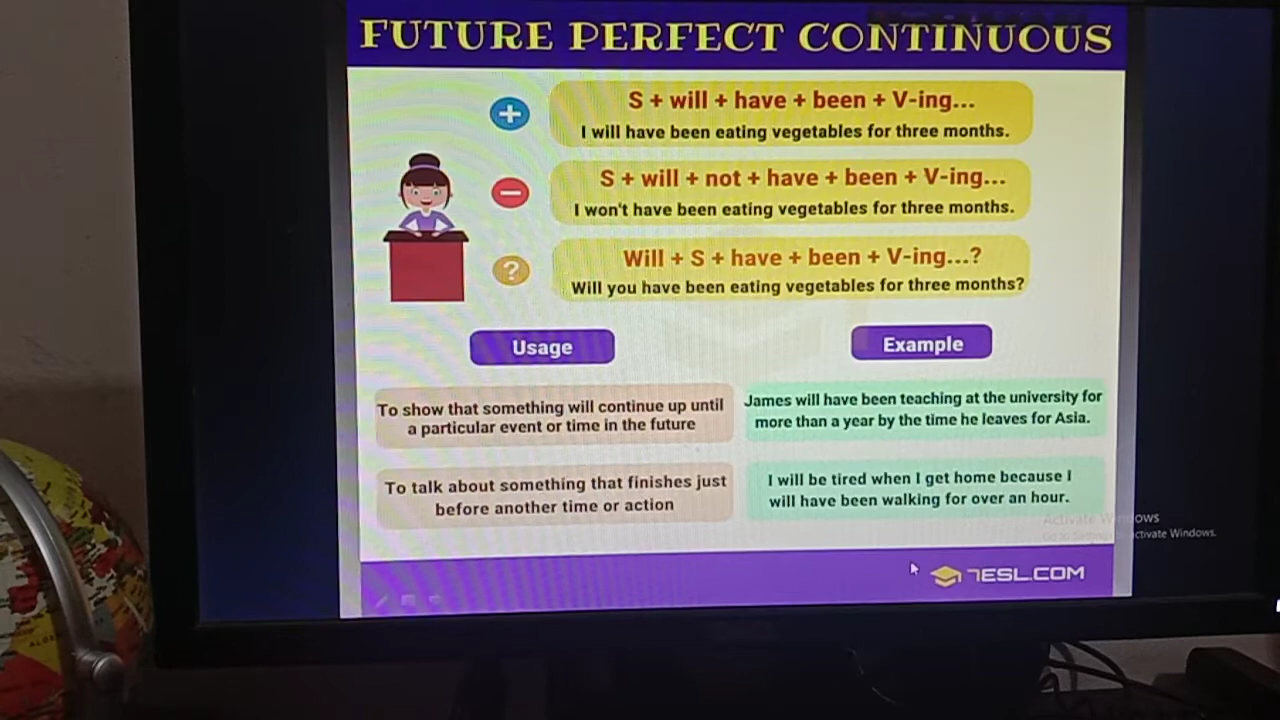 FUTURE PERFECT CONTINUOUS
S + will + have + been + V-ing...
I will have been eating vegetables for three months.
S + will + not + have + been + V-ing...
I won't have been eating vegetables for three months.
Will + S + have + been + V-ing...?
Will you have been eating vegetables for three months?
Usage
Example
To show that something will continue up until
a particular event or time in the future
James will have been teaching at the university for
more than a year by the time he leaves for Asia.
To talk about something that finishes just
before another time or action
I will be tired when I get home because I
will have been walking for over an hour.
Activate Windows
Activate Windows.
7ESL.COM